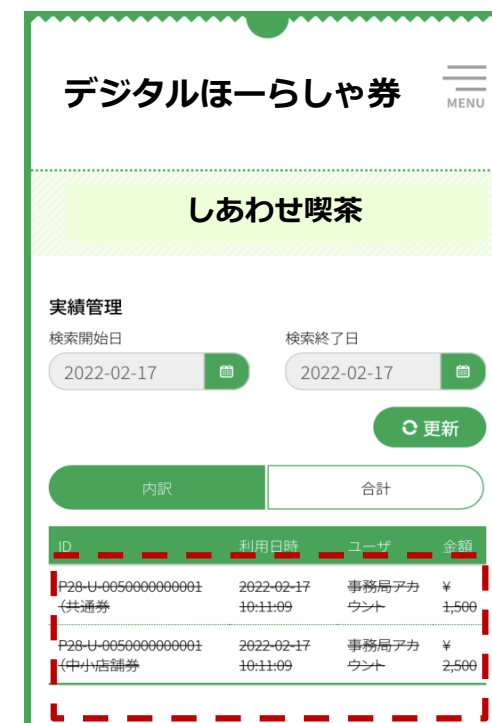 デジタルほーらしゃ券
MENU
しあわせ喫茶
実績管理
検索開始日 検索終了日
2022-02-17 2022-02-17
更新
内訳 合計
ID 利用日時 ユーザ 金額
P28-U-0050000000001 2022-02-17 事務局アカ ¥
（共通券 10:11:09 ウント 1,500
P28-U-0050000000001 2022-02-17 事務局アカ ¥
（中小店舗券 10:11:09 ウント 2,500